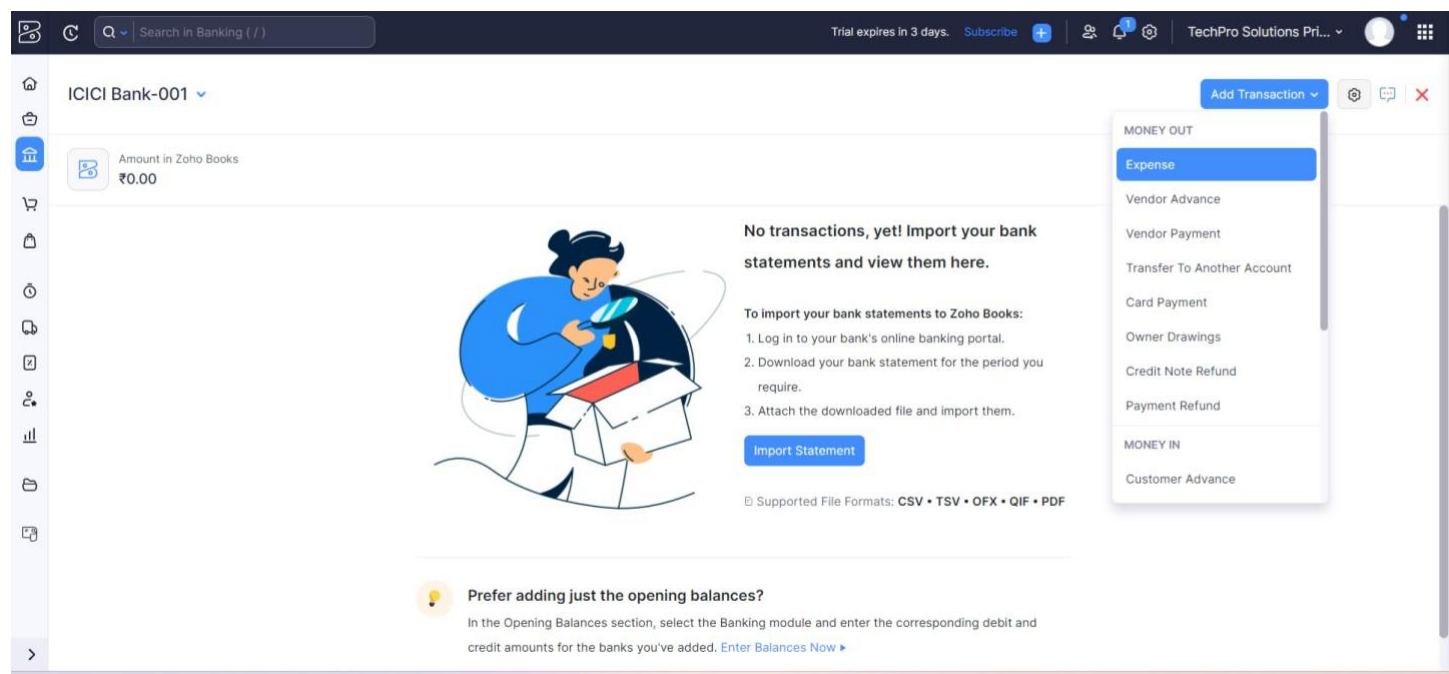 Search in Banking ( / )
Trial expires in 3 days. Subscribe
1
TechPro Solutions Pri...
ICICI Bank-001
Add Transaction
Amount in Zoho Books
₹0.00
MONEY OUT
Expense
Vendor Advance
Vendor Payment
Transfer To Another Account
Card Payment
Owner Drawings
Credit Note Refund
Payment Refund
MONEY IN
Customer Advance
No transactions, yet! Import your bank
statements and view them here.
To import your bank statements to Zoho Books:
1. Log in to your bank's online banking portal.
2. Download your bank statement for the period you
require.
3. Attach the downloaded file and import them.
Import Statement
Supported File Formats: CSV • TSV • OFX • QIF • PDF
Prefer adding just the opening balances?
In the Opening Balances section, select the Banking module and enter the corresponding debit and
credit amounts for the banks you've added. Enter Balances Now